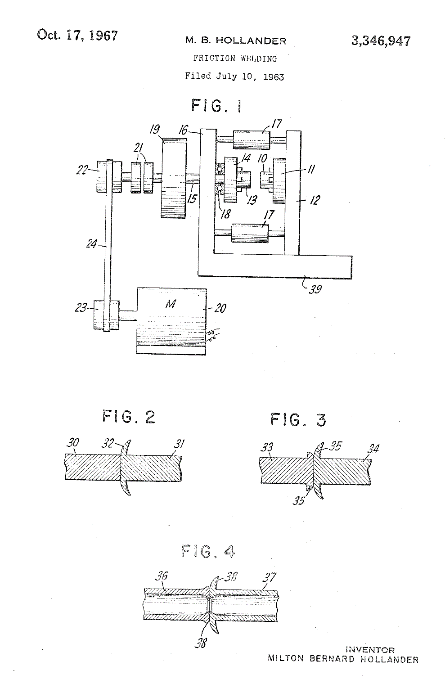 Oct. 17, 1967
M. B. HOLLANDER
3,346,947
FRICTION WELDING
Filed July 10, 1963
FIG. 1
19
16
17
21
22
14
10
11
12
15
18
13
17
24
39
23
M
20
FIG. 2
FIG. 3
30
32
31
33
35
34
35
FIG. 4
36
38
37
38
INVENTOR
MILTON BERNARD HOLLANDER